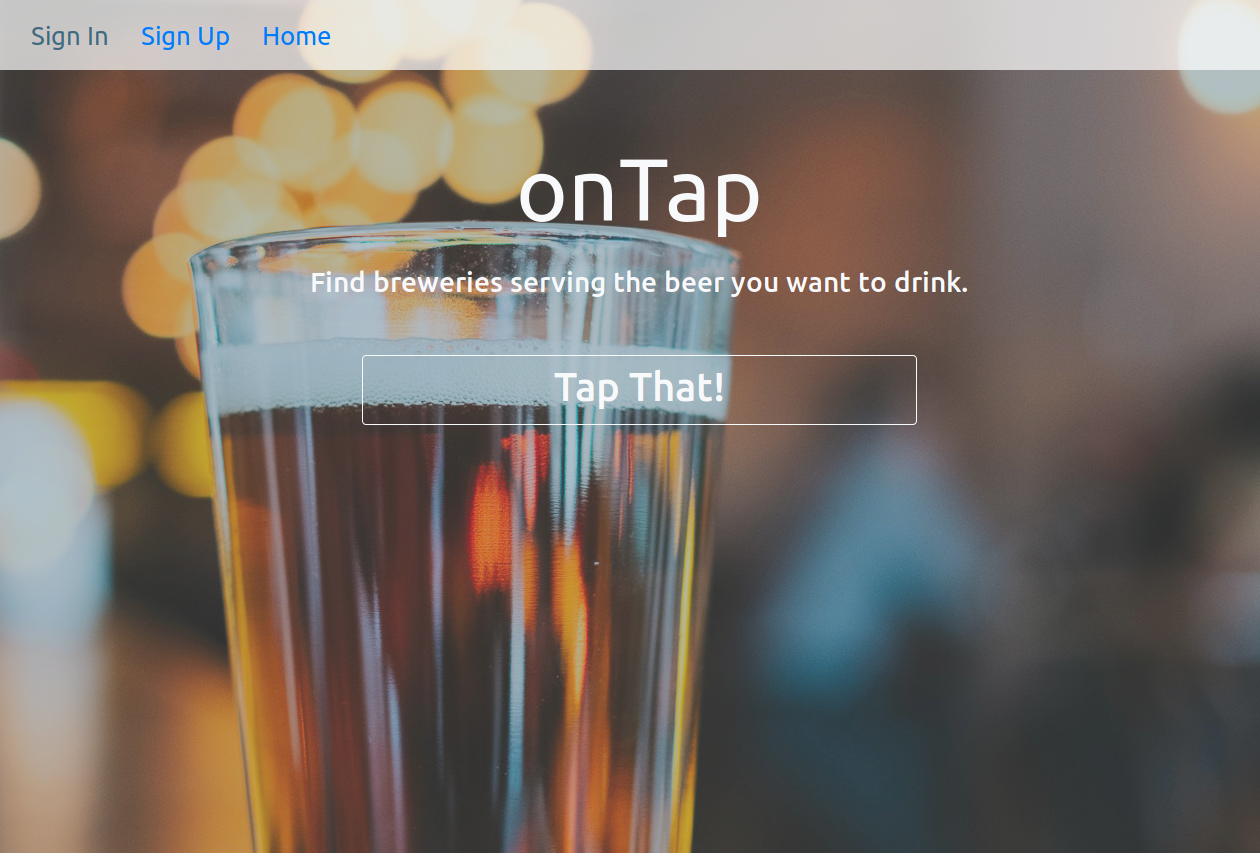 Sign In Sign Up Home
onTap
Find breweries serving the beer you want to drink.
Tap That!